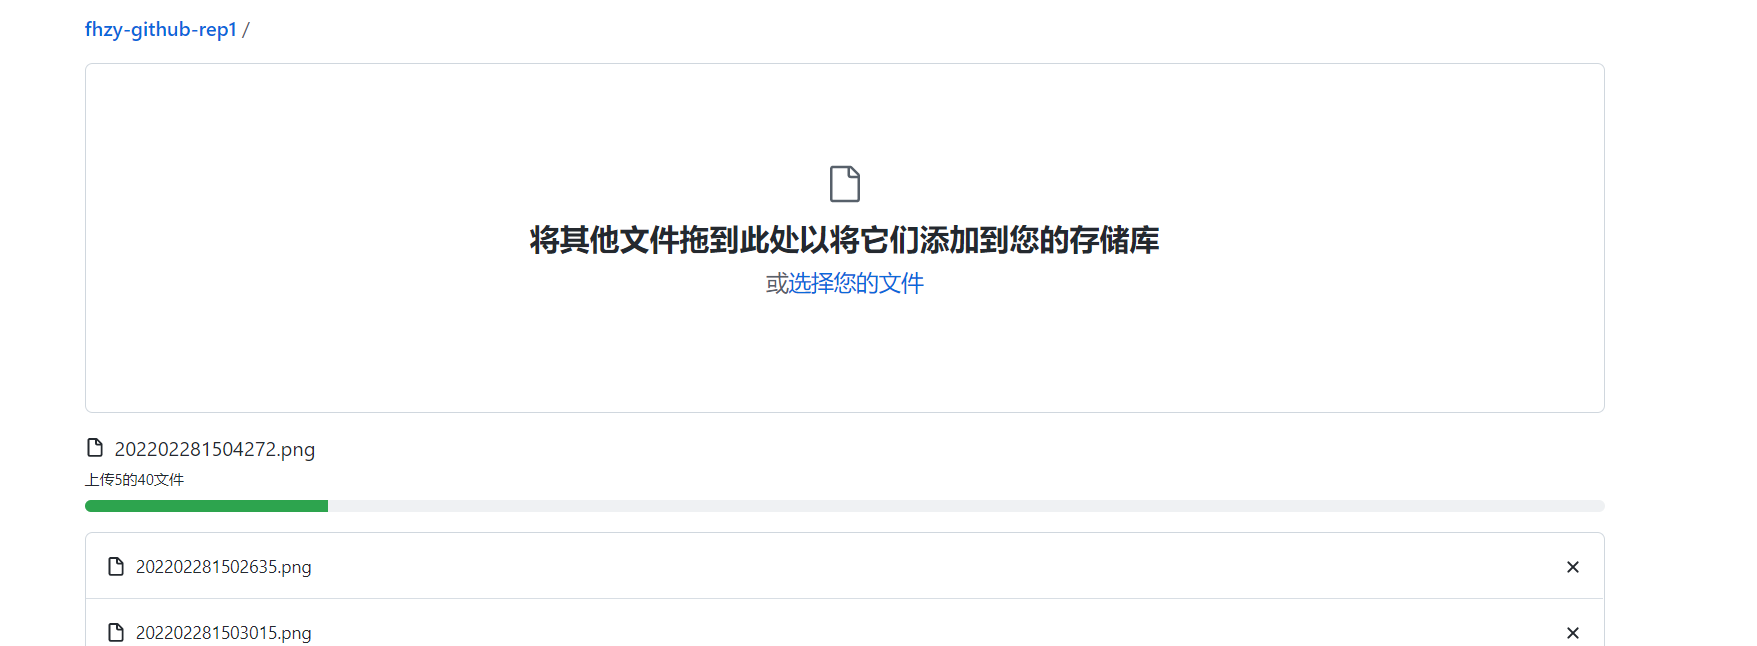 fhzy-github-rep1 /
将其他文件拖到此处以将它们添加到您的存储库
或选择您的文件
202202281504272.png
上传5的40文件
202202281502635.png
202202281503015.png